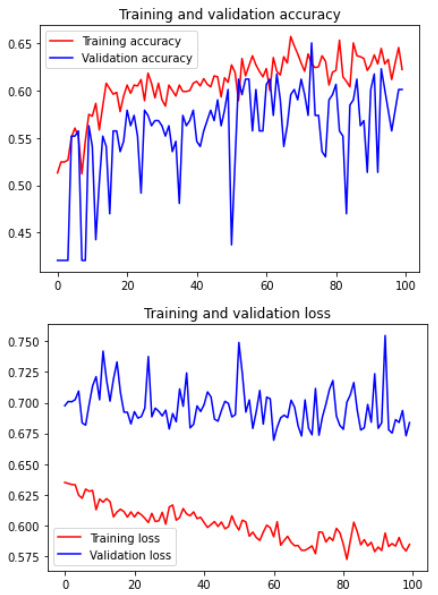 Training and validation accuracy
Training accuracy
Validation accuracy
0.65
0.60
0.55
0.50
0.45
0 20 40 60 80 100
Training and validation loss
0.750
0.725
0.700
0.675
0.650
0.625
0.600
0.575
Training loss
Validation loss
0 20 40 60 80 100